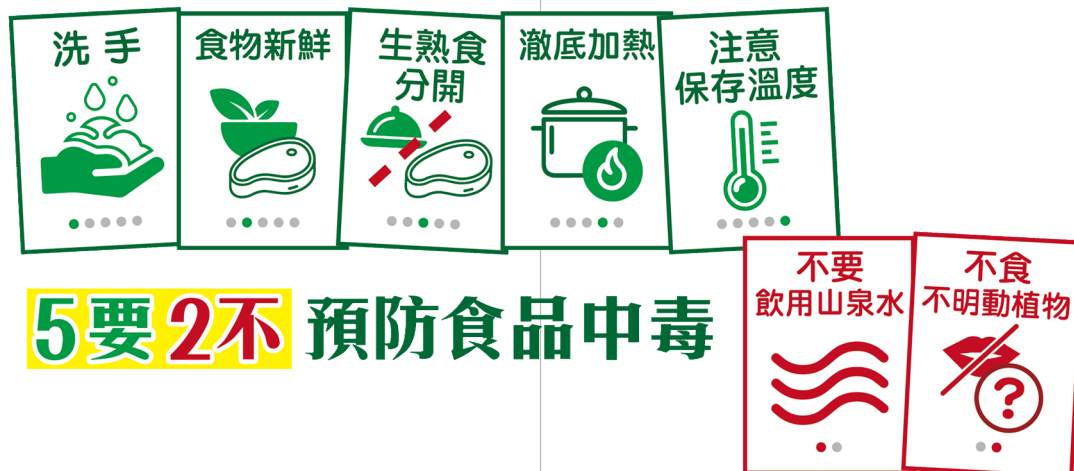 洗手
食物新鮮
生熟食
分開
澈底加熱
注意
保存溫度
5要2不 預防食品中毒
不要
飲用山泉水
不食
不明動植物
?